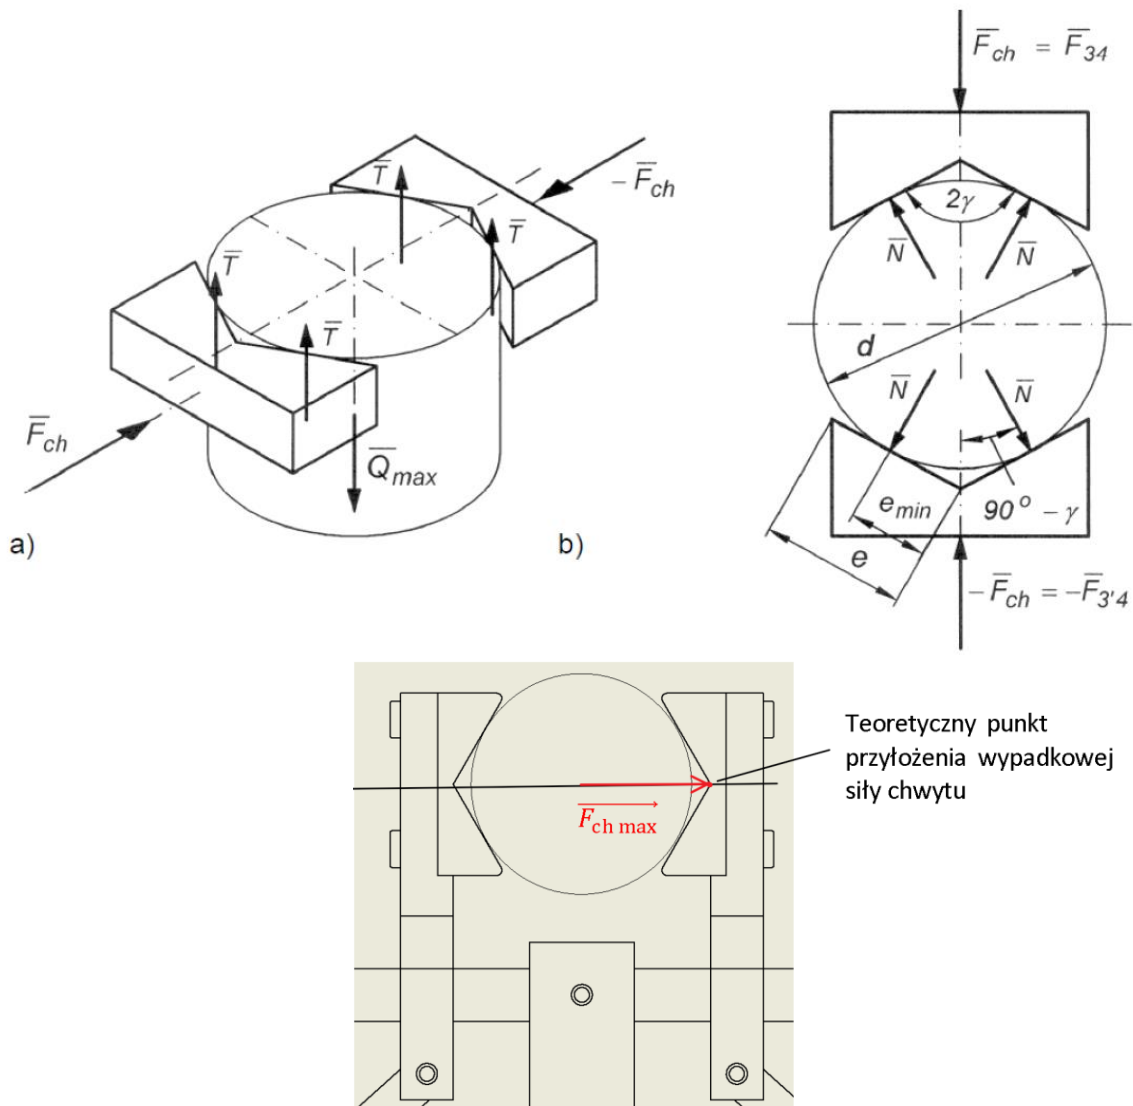 F̅ch = F̅34
T̅
- F̅ch
T̅
T̅
T̅
F̅ch
Q̅max
a)
2γ
N̅
N̅
d
N̅
N̅
emin
90° – γ
e
b)
-F̅ch = -F̅3'4
Teoretyczny punkt
przyłożenia wypadkowej
siły chwytu
F⃗ch max